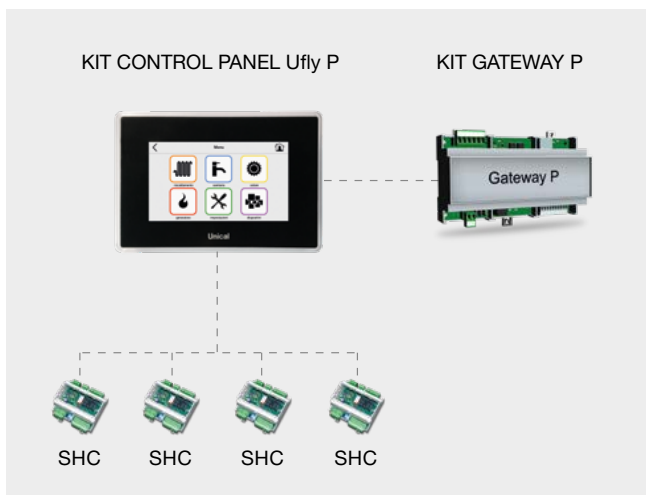 KIT CONTROL PANEL Ufly P
KIT GATEWAY P
Menu
Gateway P
Unical
SHC
SHC
SHC
SHC